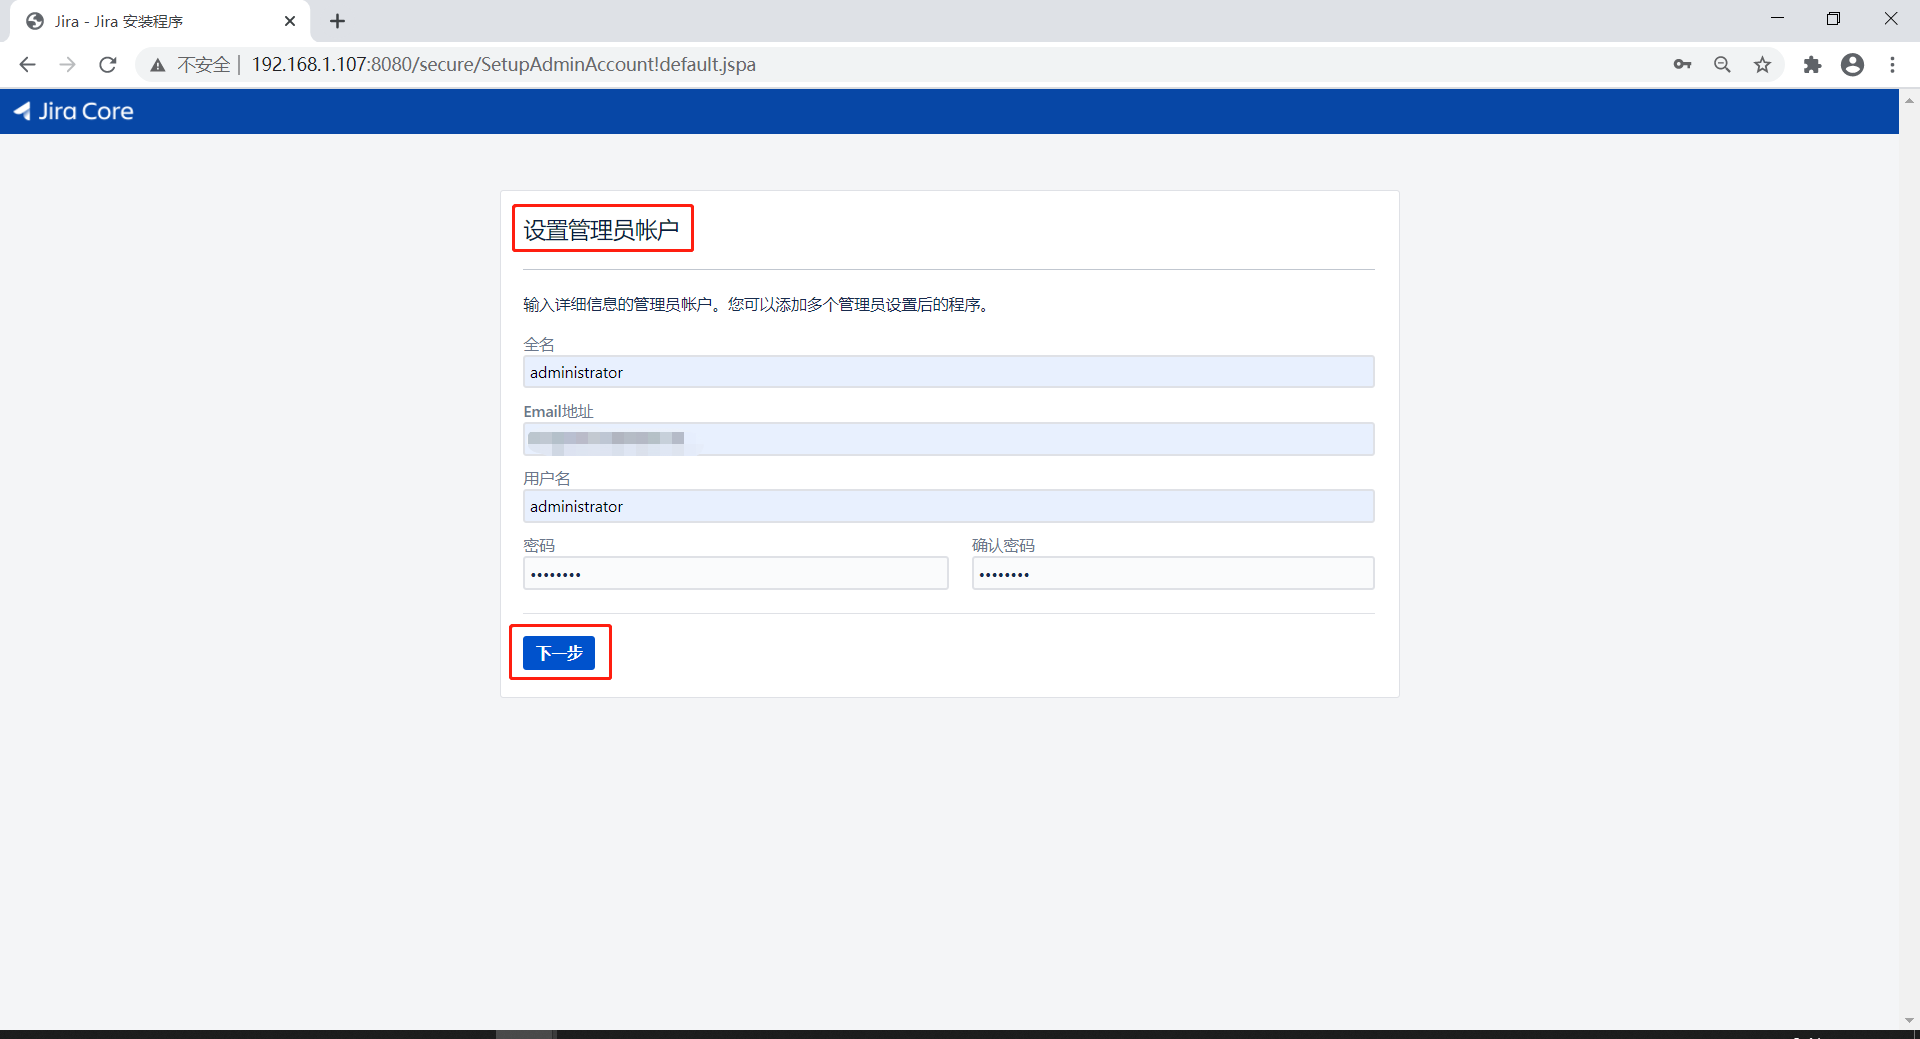 Jira - Jira 安装程序
不安全 | 192.168.1.107:8080/secure/SetupAdminAccount!default.jspa
Jira Core
设置管理员帐户
输入详细信息的管理员帐户。您可以添加多个管理员设置后的程序。
全名
administrator
Email地址
用户名
administrator
密码 确认密码
•••••••• ••••••••
下一步